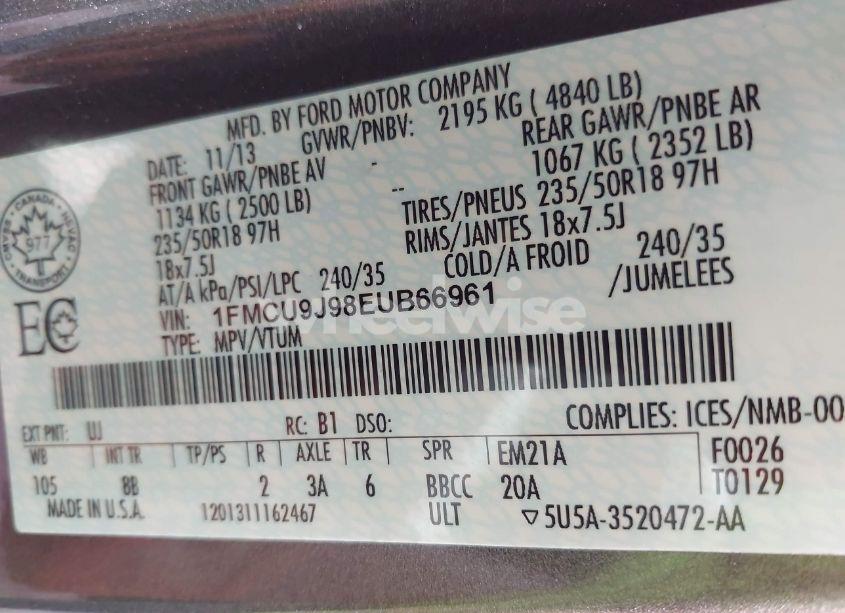 MFD. BY FORD MOTOR COMPANY
DATE: 11/13 GVWR/PNBV: 2195 KG ( 4840 LB)
FRONT GAWR/PNBE AV - REAR GAWR/PNBE AR
1134 KG ( 2500 LB) -- 1067 KG ( 2352 LB)
235/50R18 97H TIRES/PNEUS 235/50R18 97H
18x7.5J RIMS/JANTES 18x7.5J
AT/A kPa/PSI/LPC 240/35 COLD/A FROID 240/35
VIN: 1FMCU9J98EUB66961 /JUMELEES
TYPE: MPV/VTUM
CANADA
977
TRANSPORT
EC
wheelwise
EXT PNT: UJ RC: B1 DSO: COMPLIES: ICES/NMB-00
WB INT TR TP/PS R AXLE TR SPR EM21A F0026
105 8B 2 3A 6 BBCC 20A T0129
MADE IN U.S.A. 1201311162467 ULT ▽5U5A-3520472-AA